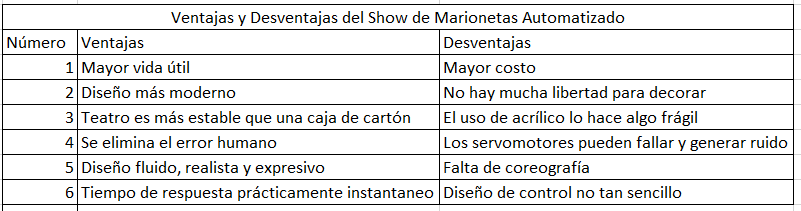 Ventajas y Desventajas del Show de Marionetas Automatizado
Número Ventajas Desventajas
1 Mayor vida útil Mayor costo
2 Diseño más moderno No hay mucha libertad para decorar
3 Teatro es más estable que una caja de cartón El uso de acrílico lo hace algo frágil
4 Se elimina el error humano Los servomotores pueden fallar y generar ruido
5 Diseño fluido, realista y expresivo Falta de coreografía
6 Tiempo de respuesta prácticamente instantaneo Diseño de control no tan sencillo